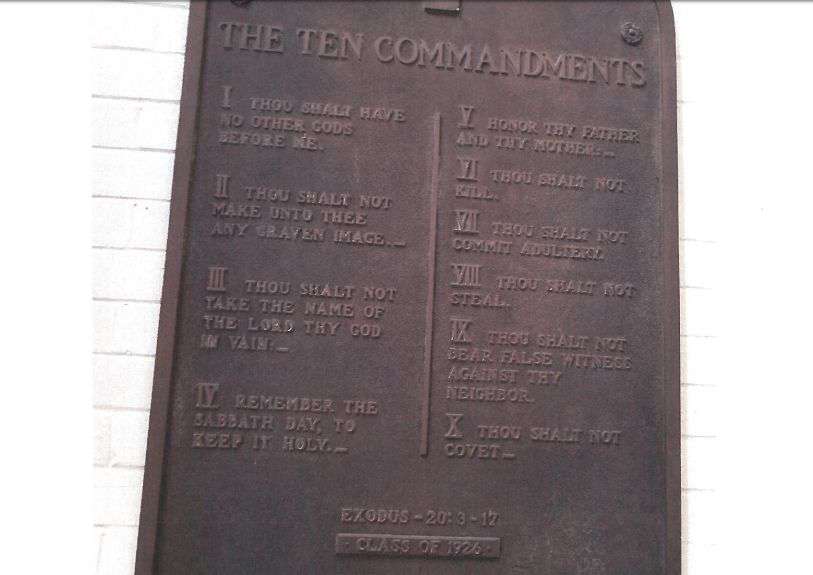 THE TEN COMMANDMENTS
I THOU SHALT HAVE
NO OTHER GODS
BEFORE ME.
II THOU SHALT NOT
MAKE UNTO THEE
ANY GRAVEN IMAGE.—
III THOU SHALT NOT
TAKE THE NAME OF
THE LORD THY GOD
IN VAIN.—
IV REMEMBER THE
SABBATH DAY, TO
KEEP IT HOLY.—
V HONOR THY FATHER
AND THY MOTHER.—
VI THOU SHALT NOT
KILL.
VII THOU SHALT NOT
COMMIT ADULTERY.
VIII THOU SHALT NOT
STEAL.
IX THOU SHALT NOT
BEAR FALSE WITNESS
AGAINST THY
NEIGHBOR.
X THOU SHALT NOT
COVET—
EXODUS - 20:3-17
· CLASS OF 1926 ·